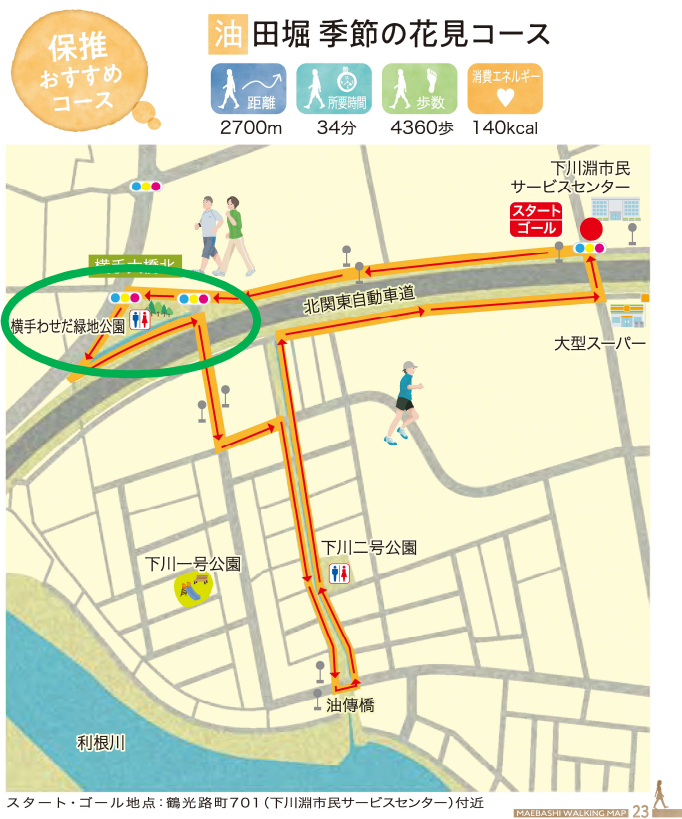 保推
おすすめ
コース
油田堀 季節の花見コース
距離
所要時間
歩数
消費エネルギー
2700m
34分
4360歩
140kcal
下川淵市民
サービスセンター
スタート
ゴール
横手大橋北
北関東自動車道
横手わせだ緑地公園
大型スーパー
下川二号公園
下川一号公園
油傳橋
利根川
スタート・ゴール地点：鶴光路町701（下川淵市民サービスセンター）付近
MAEBASHI WALKING MAP 23